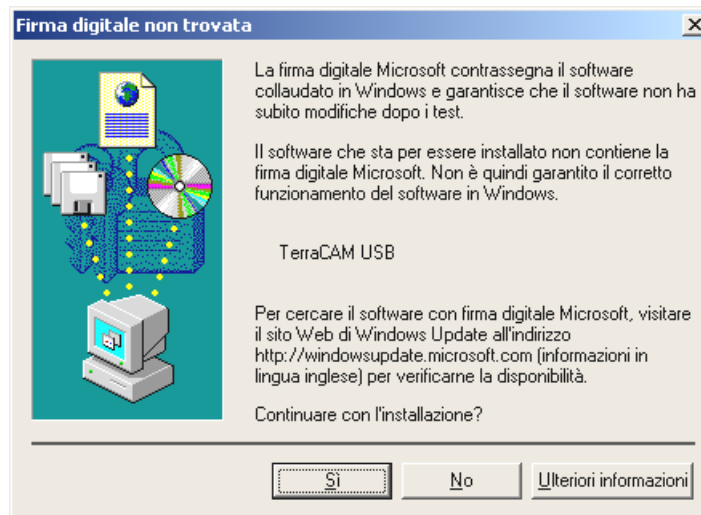 Firma digitale non trovata
La firma digitale Microsoft contrassegna il software
collaudato in Windows e garantisce che il software non ha
subito modifiche dopo i test.
Il software che sta per essere installato non contiene la
firma digitale Microsoft. Non è quindi garantito il corretto
funzionamento del software in Windows.
TerraCAM USB
Per cercare il software con firma digitale Microsoft, visitare
il sito Web di Windows Update all'indirizzo
http://windowsupdate.microsoft.com (informazioni in
lingua inglese) per verificarne la disponibilità.
Continuare con l'installazione?
Sì No Ulteriori informazioni